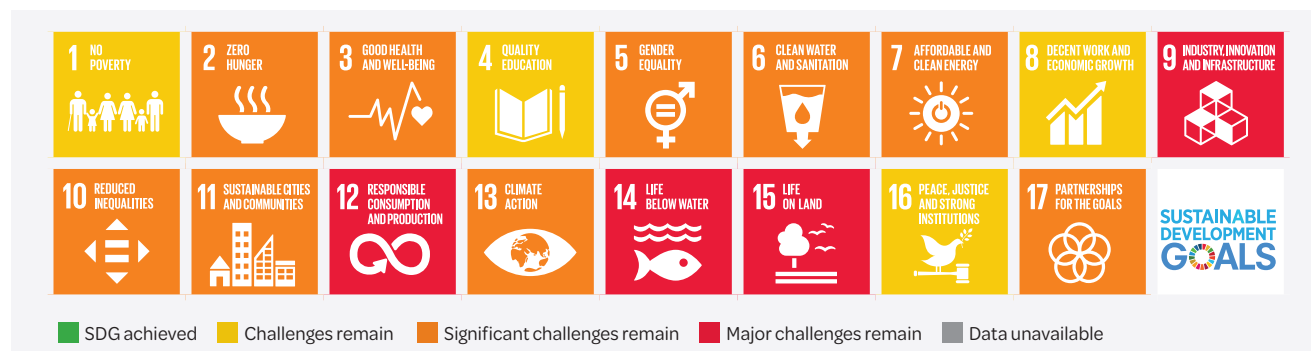 1 NO
POVERTY
2 ZERO
HUNGER
3 GOOD HEALTH
AND WELL-BEING
4 QUALITY
EDUCATION
5 GENDER
EQUALITY
6 CLEAN WATER
AND SANITATION
7 AFFORDABLE AND
CLEAN ENERGY
8 DECENT WORK AND
ECONOMIC GROWTH
9 INDUSTRY, INNOVATION
AND INFRASTRUCTURE
10 REDUCED
INEQUALITIES
11 SUSTAINABLE CITIES
AND COMMUNITIES
12 RESPONSIBLE
CONSUMPTION
AND PRODUCTION
13 CLIMATE
ACTION
14 LIFE
BELOW WATER
15 LIFE
ON LAND
16 PEACE, JUSTICE
AND STRONG
INSTITUTIONS
17 PARTNERSHIPS
FOR THE GOALS
SUSTAINABLE
DEVELOPMENT
GOALS
SDG achieved Challenges remain Significant challenges remain Major challenges remain Data unavailable